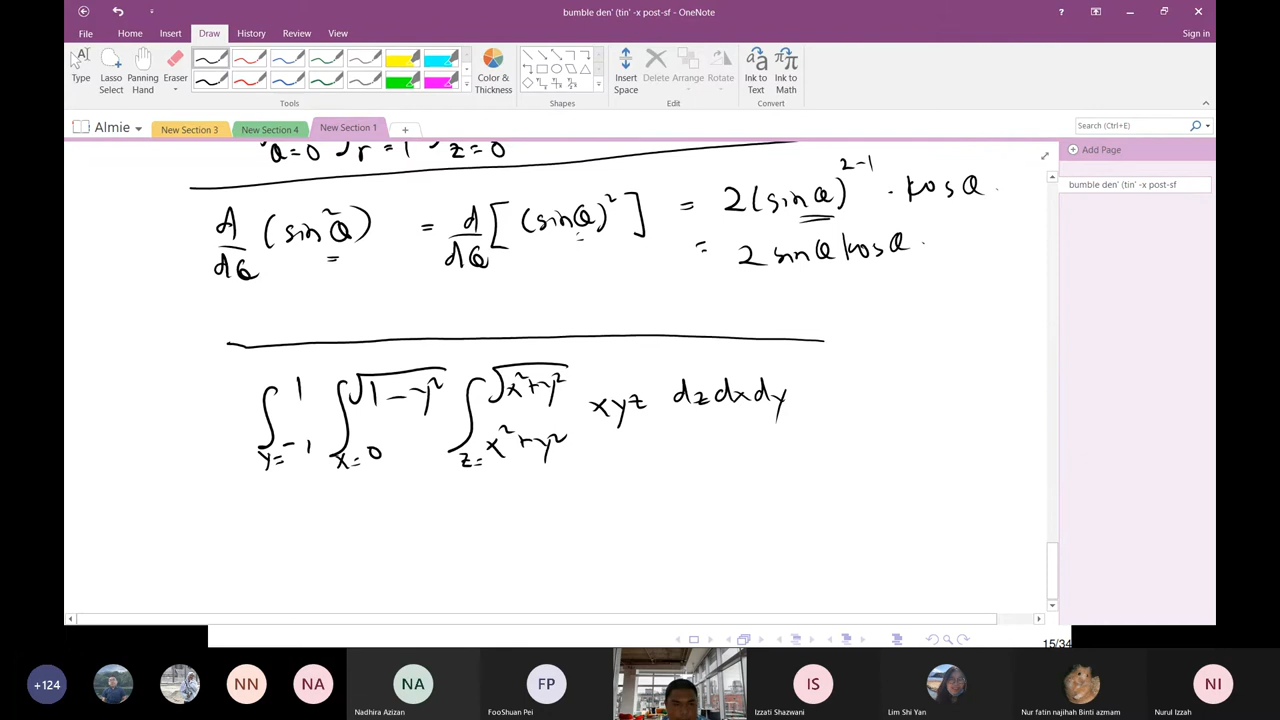 bumble den' (tin' -x post-sf - OneNote
File Home Insert Draw History Review View
Sign in
Type
Lasso Select
Panning Hand
Eraser
Color & Thickness
Insert Space
Delete
Arrange
Rotate
Ink to Text
Ink to Math
Tools
Shapes
Edit
Convert
Almie
New Section 3
New Section 4
New Section 1
+
Search (Ctrl+E)
Add Page
bumble den' (tin' -x post-sf
θ=0 r=1 z=0
d/dθ (sin²θ) = d/dθ [(sinθ)²] = 2(sinθ)²⁻¹ . kosθ.
= 2 sinθ kosθ.
∫_{y=-1}^{1} ∫_{x=0}^{√(1-y²)} ∫_{z=x²+y²}^{√(x²+y²)} xyz dz dx dy
15/34
+124
NN
NA
NA
FP
IS
NI
Nadhira Azizan
FooShuan Pei
Izzati Shazwani
Lim Shi Yan
Nur fatin najihah Binti azmam
Nurul Izzah